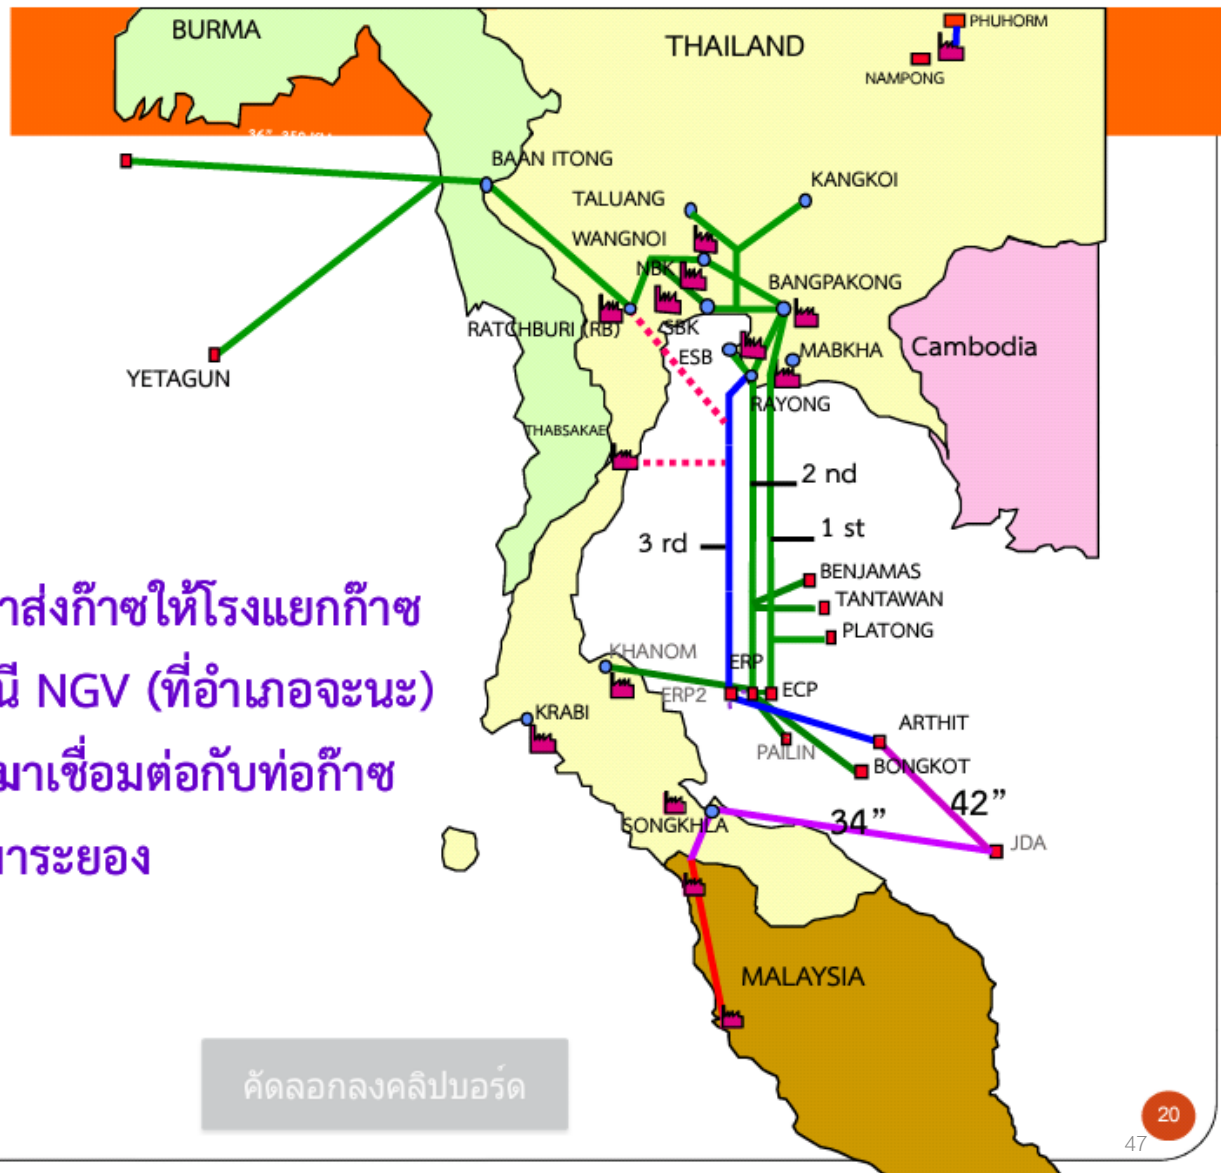 BURMA
THAILAND
PHUHORM
NAMPONG
BAAN ITONG
KANGKOI
TALUANG
WANGNOI
NBK
BANGPAKONG
RATCHBURI (RB)
SBK
ESB
MABKHA
Cambodia
YETAGUN
RAYONG
THABSAKAE
2 nd
1 st
3 rd
BENJAMAS
TANTAWAN
PLATONG
KHANOM
ERP
ERP2
ECP
KRABI
ARTHIT
PAILIN
BONGKOT
42”
34”
SONGKHLA
JDA
MALAYSIA
ส่งก๊าซให้โรงแยกก๊าซ
NGV (ที่อำเภอจะนะ)
มาเชื่อมต่อกับท่อก๊าซ
าระยอง
คัดลอกลงคลิปบอร์ด
20
47